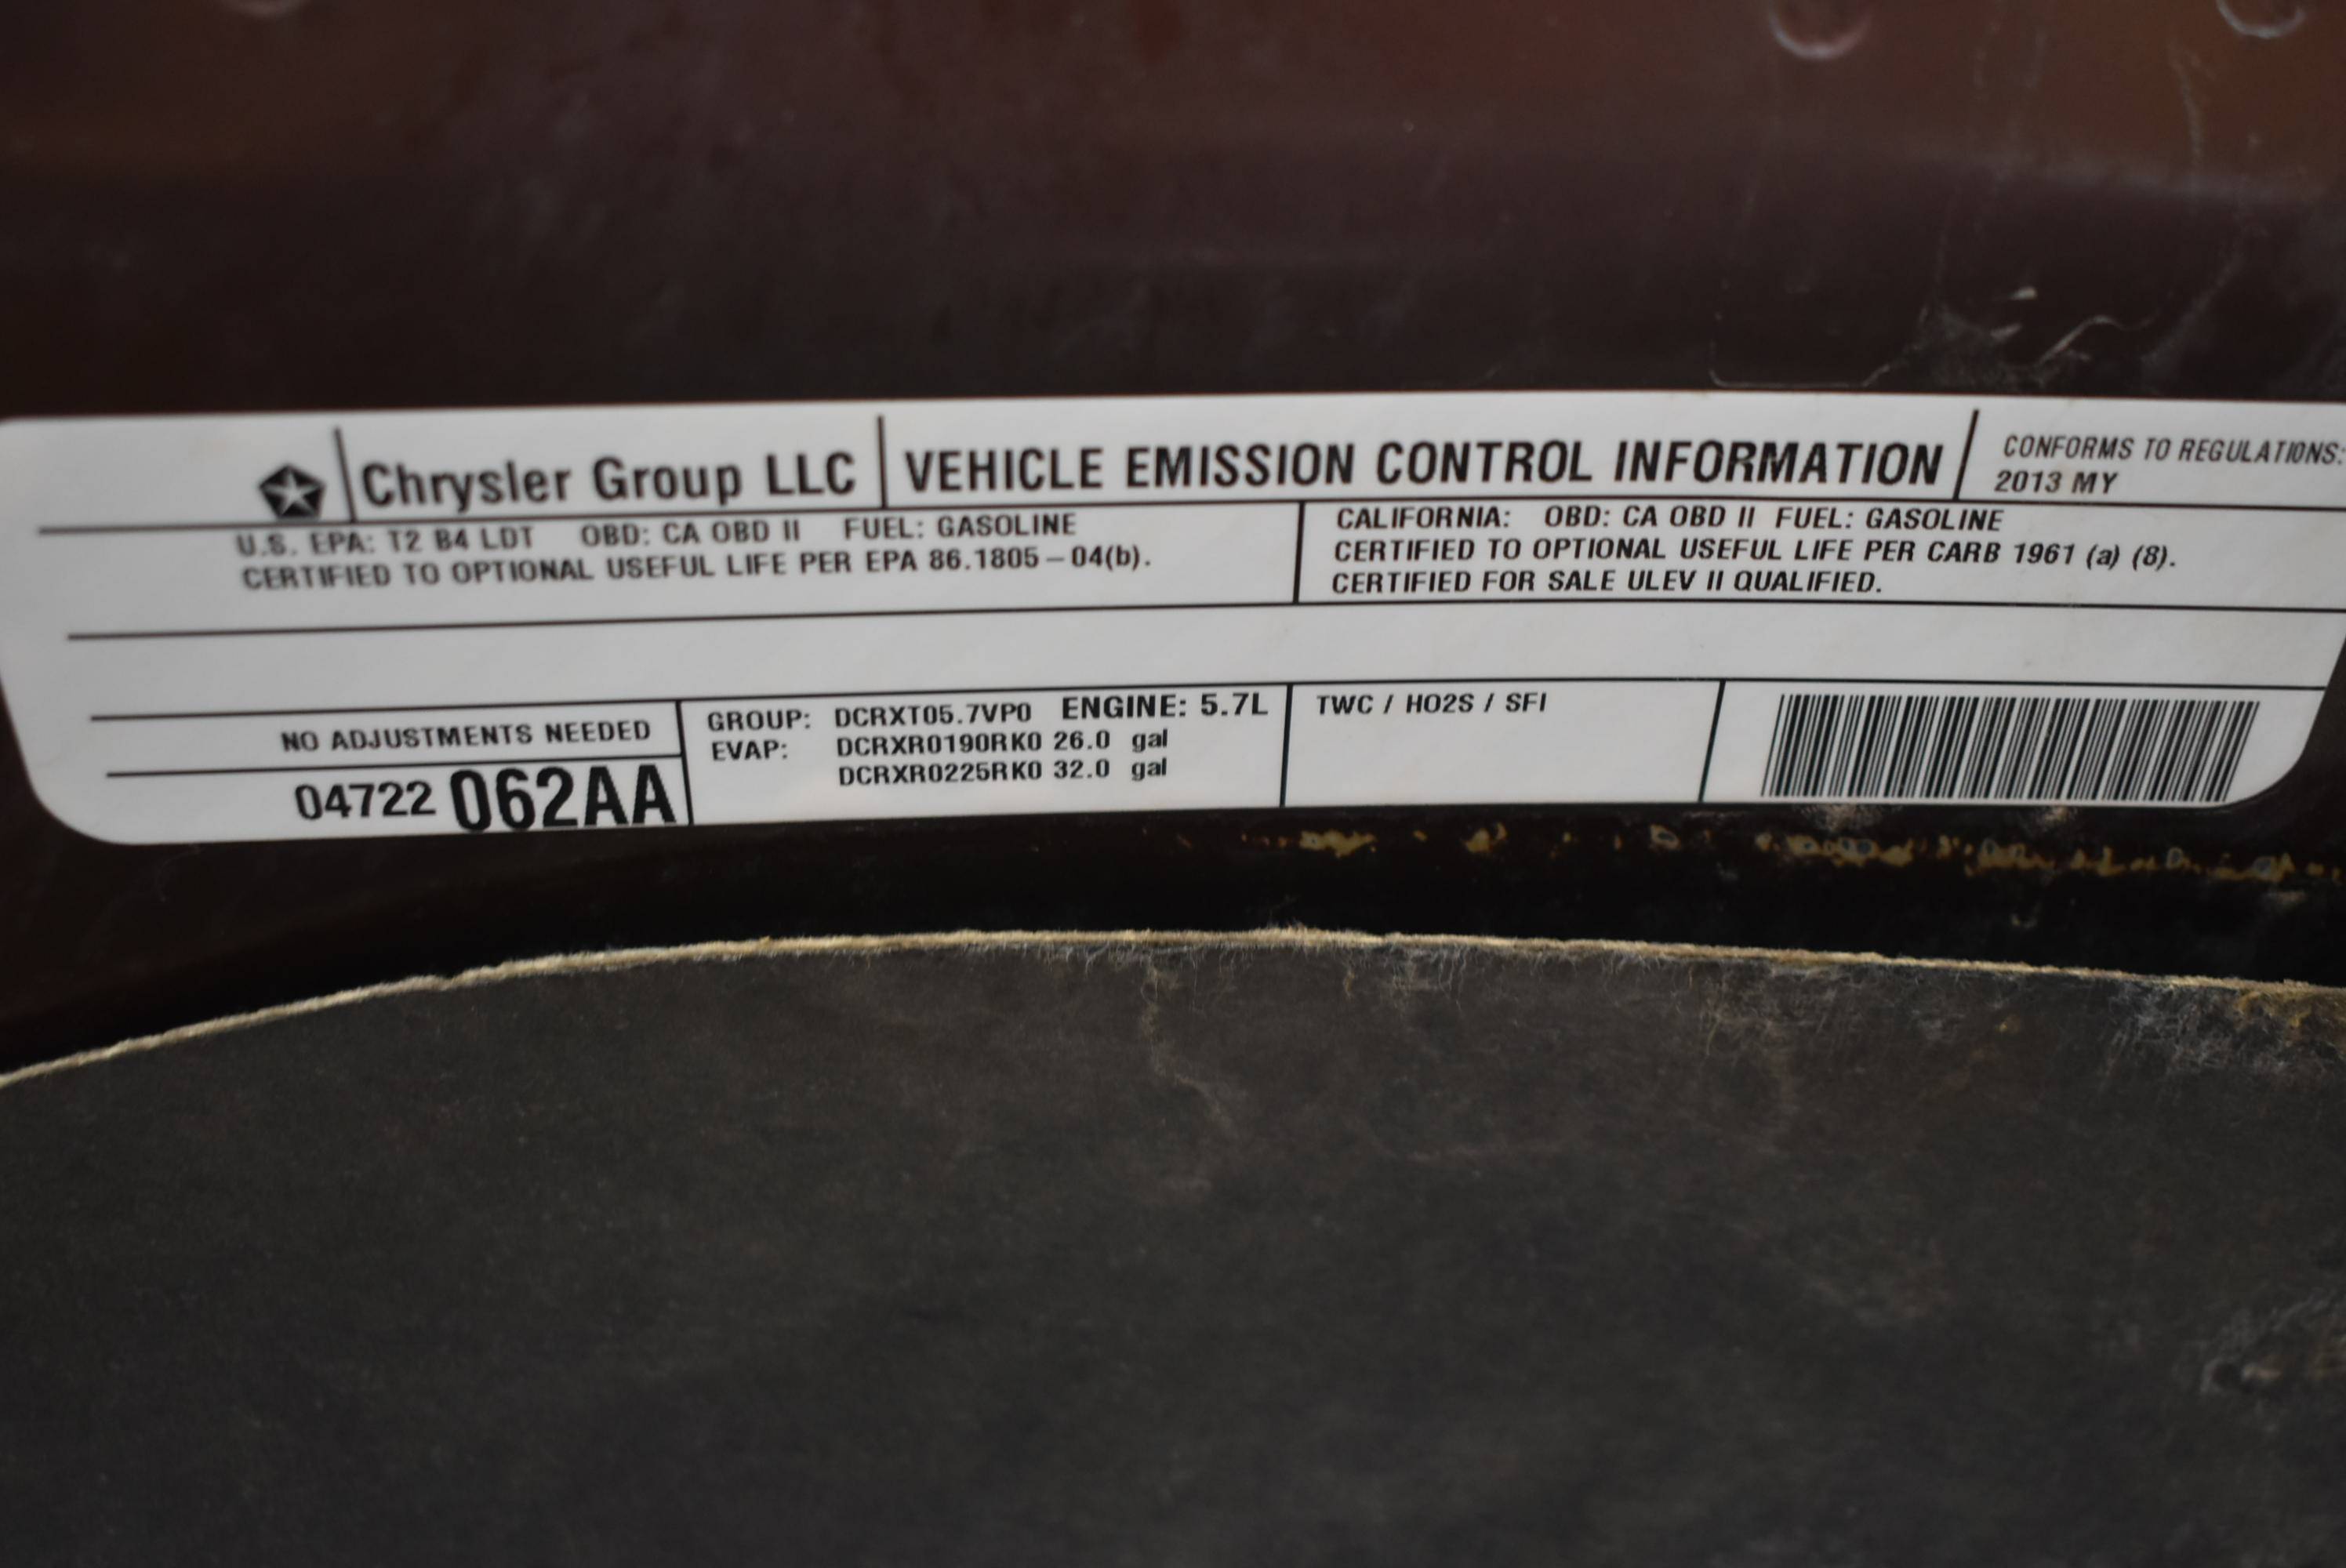 Chrysler Group LLC VEHICLE EMISSION CONTROL INFORMATION
CONFORMS TO REGULATIONS:
2013 MY
U.S. EPA: T2 B4 LDT OBD: CA OBD II FUEL: GASOLINE
CERTIFIED TO OPTIONAL USEFUL LIFE PER EPA 86.1805-04(b).
CALIFORNIA: OBD: CA OBD II FUEL: GASOLINE
CERTIFIED TO OPTIONAL USEFUL LIFE PER CARB 1961 (a) (8).
CERTIFIED FOR SALE ULEV II QUALIFIED.
NO ADJUSTMENTS NEEDED
04722 062AA
GROUP: DCRXT05.7VP0 ENGINE: 5.7L
EVAP: DCRXR0190RK0 26.0 gal
DCRXR0225RK0 32.0 gal
TWC / HO2S / SFI